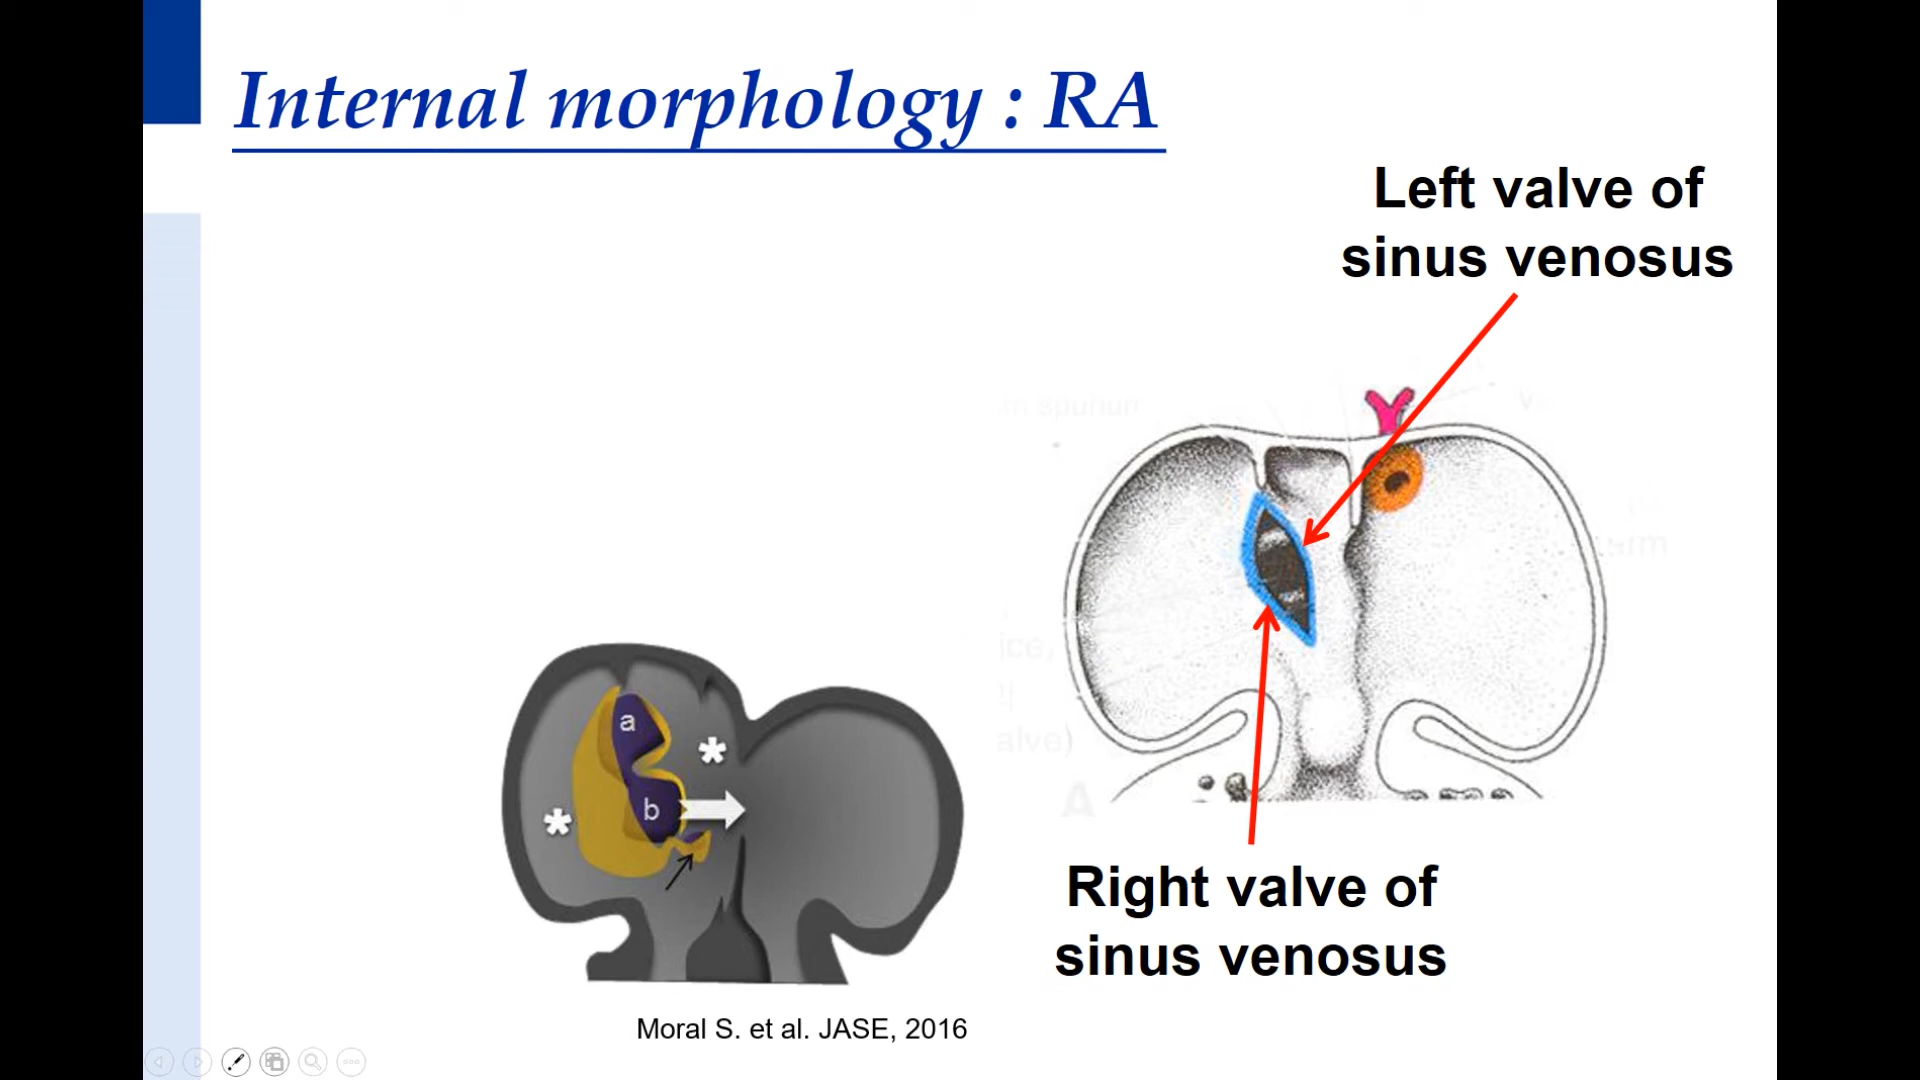 Internal morphology : RA
Left valve of
sinus venosus
a
b
*
*
Right valve of
sinus venosus
A
Moral S. et al. JASE, 2016